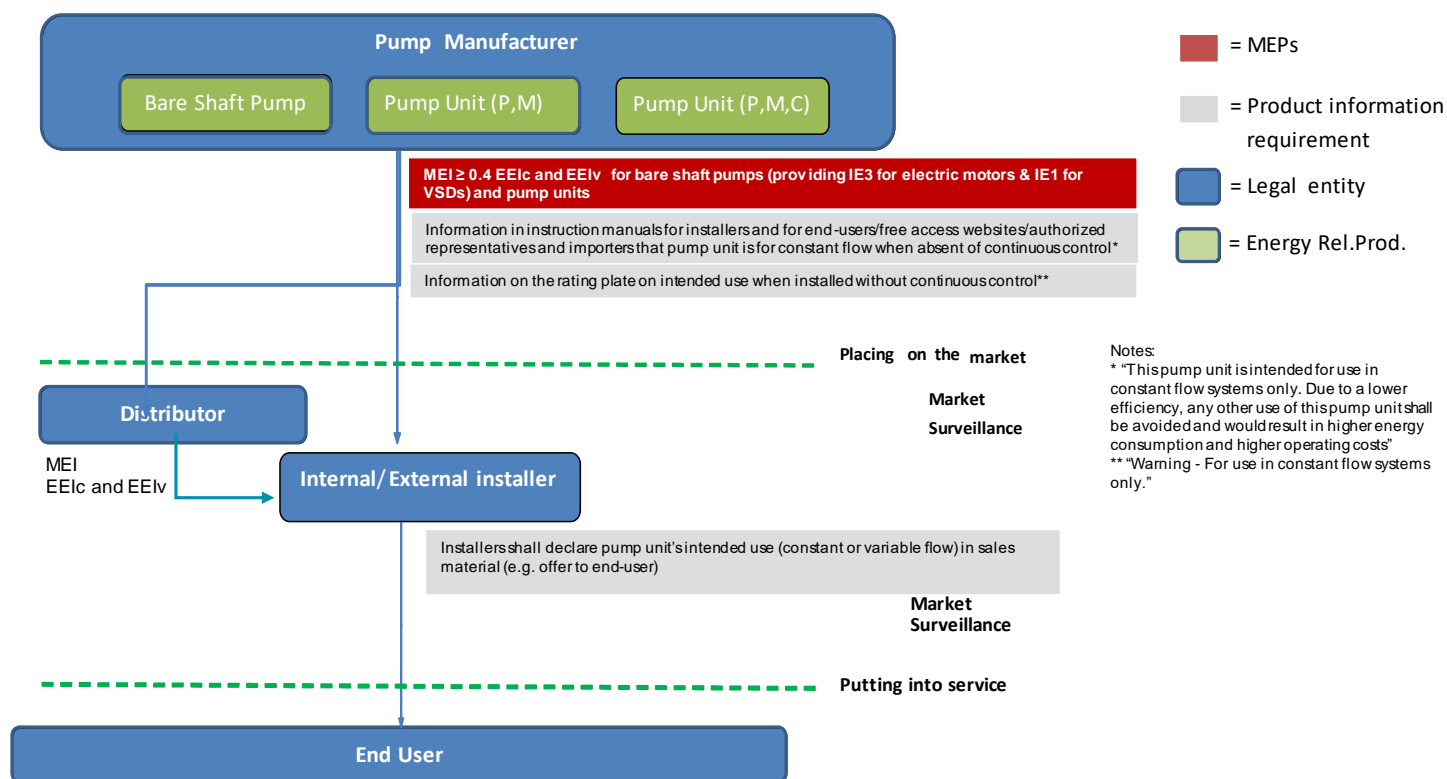 Pump Manufacturer
Bare Shaft Pump
Pump Unit (P,M)
Pump Unit (P,M,C)
= MEPs
= Product information
requirement
= Legal entity
= Energy Rel.Prod.
MEI ≥ 0.4 EEIc and EEIv for bare shaft pumps (providing IE3 for electric motors & IE1 for
VSDs) and pump units
Information in instruction manuals for installers and for end-users/free access websites/authorized
representatives and importers that pump unit is for constant flow when absent of continuous control*
Information on the rating plate on intended use when installed without continuous control**
Placing on the market
Market
Surveillance
Notes:
* "This pump unit is intended for use in
constant flow systems only. Due to a lower
efficiency, any other use of this pump unit shall
be avoided and would result in higher energy
consumption and higher operating costs"
** "Warning - For use in constant flow systems
only."
Distributor
MEI
EEIc and EEIv
Internal/External installer
Installers shall declare pump unit's intended use (constant or variable flow) in sales
material (e.g. offer to end-user)
Market
Surveillance
Putting into service
End User